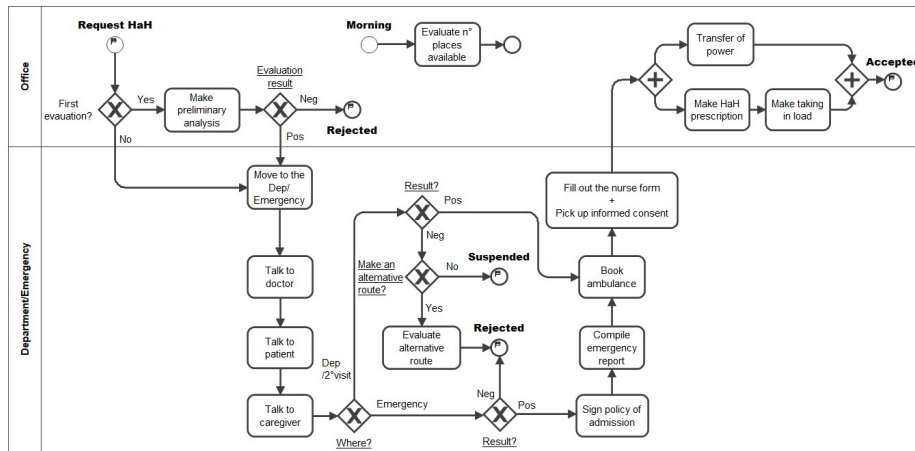 Request HaH
Morning
Evaluate n°
places
available
Transfer of
power
Office
First
evauation?
Yes
No
Make
preliminary
analysis
Evaluation
result
Neg
Rejected
Pos
Make HaH
prescription
Make taking
in load
Accepted
Department/Emergency
Move to the
Dep/
Emergency
Talk to
doctor
Talk to
patient
Talk to
caregiver
Where?
Dep
/2°visit
Emergency
Result?
Pos
Neg
Make an
alternative
route?
No
Suspended
Yes
Evaluate
alternative
route
Rejected
Neg
Pos
Result?
Sign policy of
admission
Compile
emergency
report
Book
ambulance
Fill out the nurse form
+
Pick up informed consent